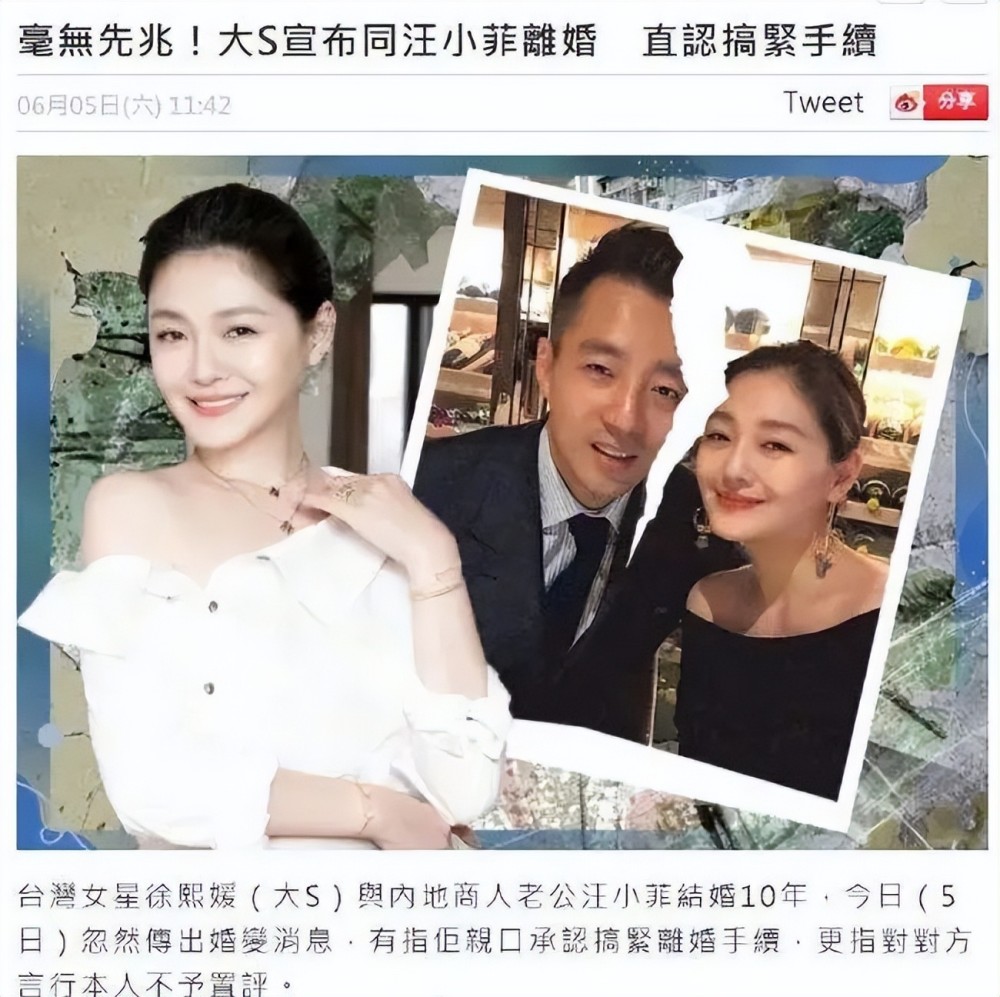 毫無先兆！大S宣布同汪小菲離婚　直認搞緊手續
06月05日(六) 11:42
Tweet
分享
台灣女星徐熙媛（大S）與內地商人老公汪小菲結婚10年，今日（5
日）忽然傳出婚變消息，有指佢親口承認搞緊離婚手續，更指對對方
言行本人不予置評。